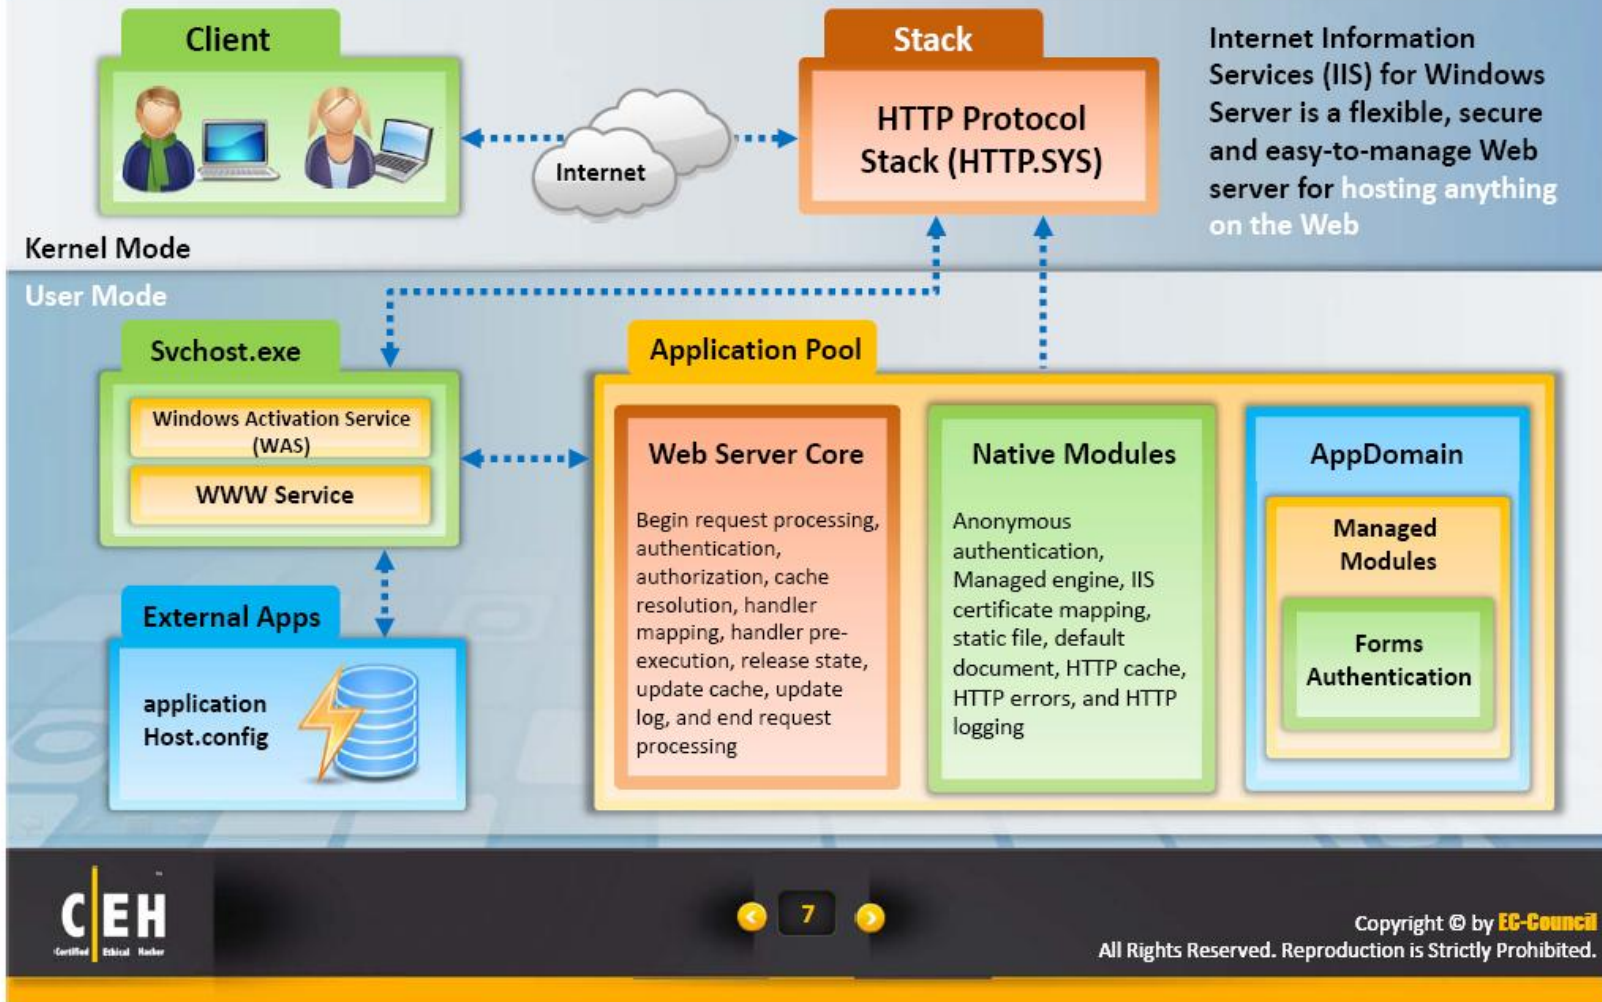 Client
Stack
HTTP Protocol
Stack (HTTP.SYS)
Internet
Internet Information
Services (IIS) for Windows
Server is a flexible, secure
and easy-to-manage Web
server for hosting anything
on the Web
Kernel Mode
User Mode
Svchost.exe
Windows Activation Service
(WAS)
WWW Service
External Apps
application
Host.config
Application Pool
Web Server Core
Begin request processing,
authentication,
authorization, cache
resolution, handler
mapping, handler pre-
execution, release state,
update cache, update
log, and end request
processing
Native Modules
Anonymous
authentication,
Managed engine, IIS
certificate mapping,
static file, default
document, HTTP cache,
HTTP errors, and HTTP
logging
AppDomain
Managed
Modules
Forms
Authentication
CEH
Certified Ethical Hacker
7
Copyright © by EC-Council
All Rights Reserved. Reproduction is Strictly Prohibited.